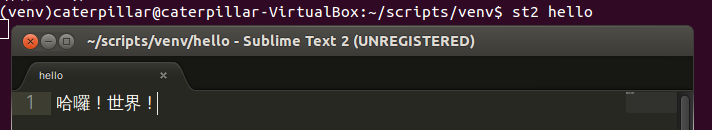 (venv)caterpillar@caterpillar-VirtualBox:~/scripts/venv$ st2 hello
~/scripts/venv/hello - Sublime Text 2 (UNREGISTERED)
hello ×
1 哈囉！世界！